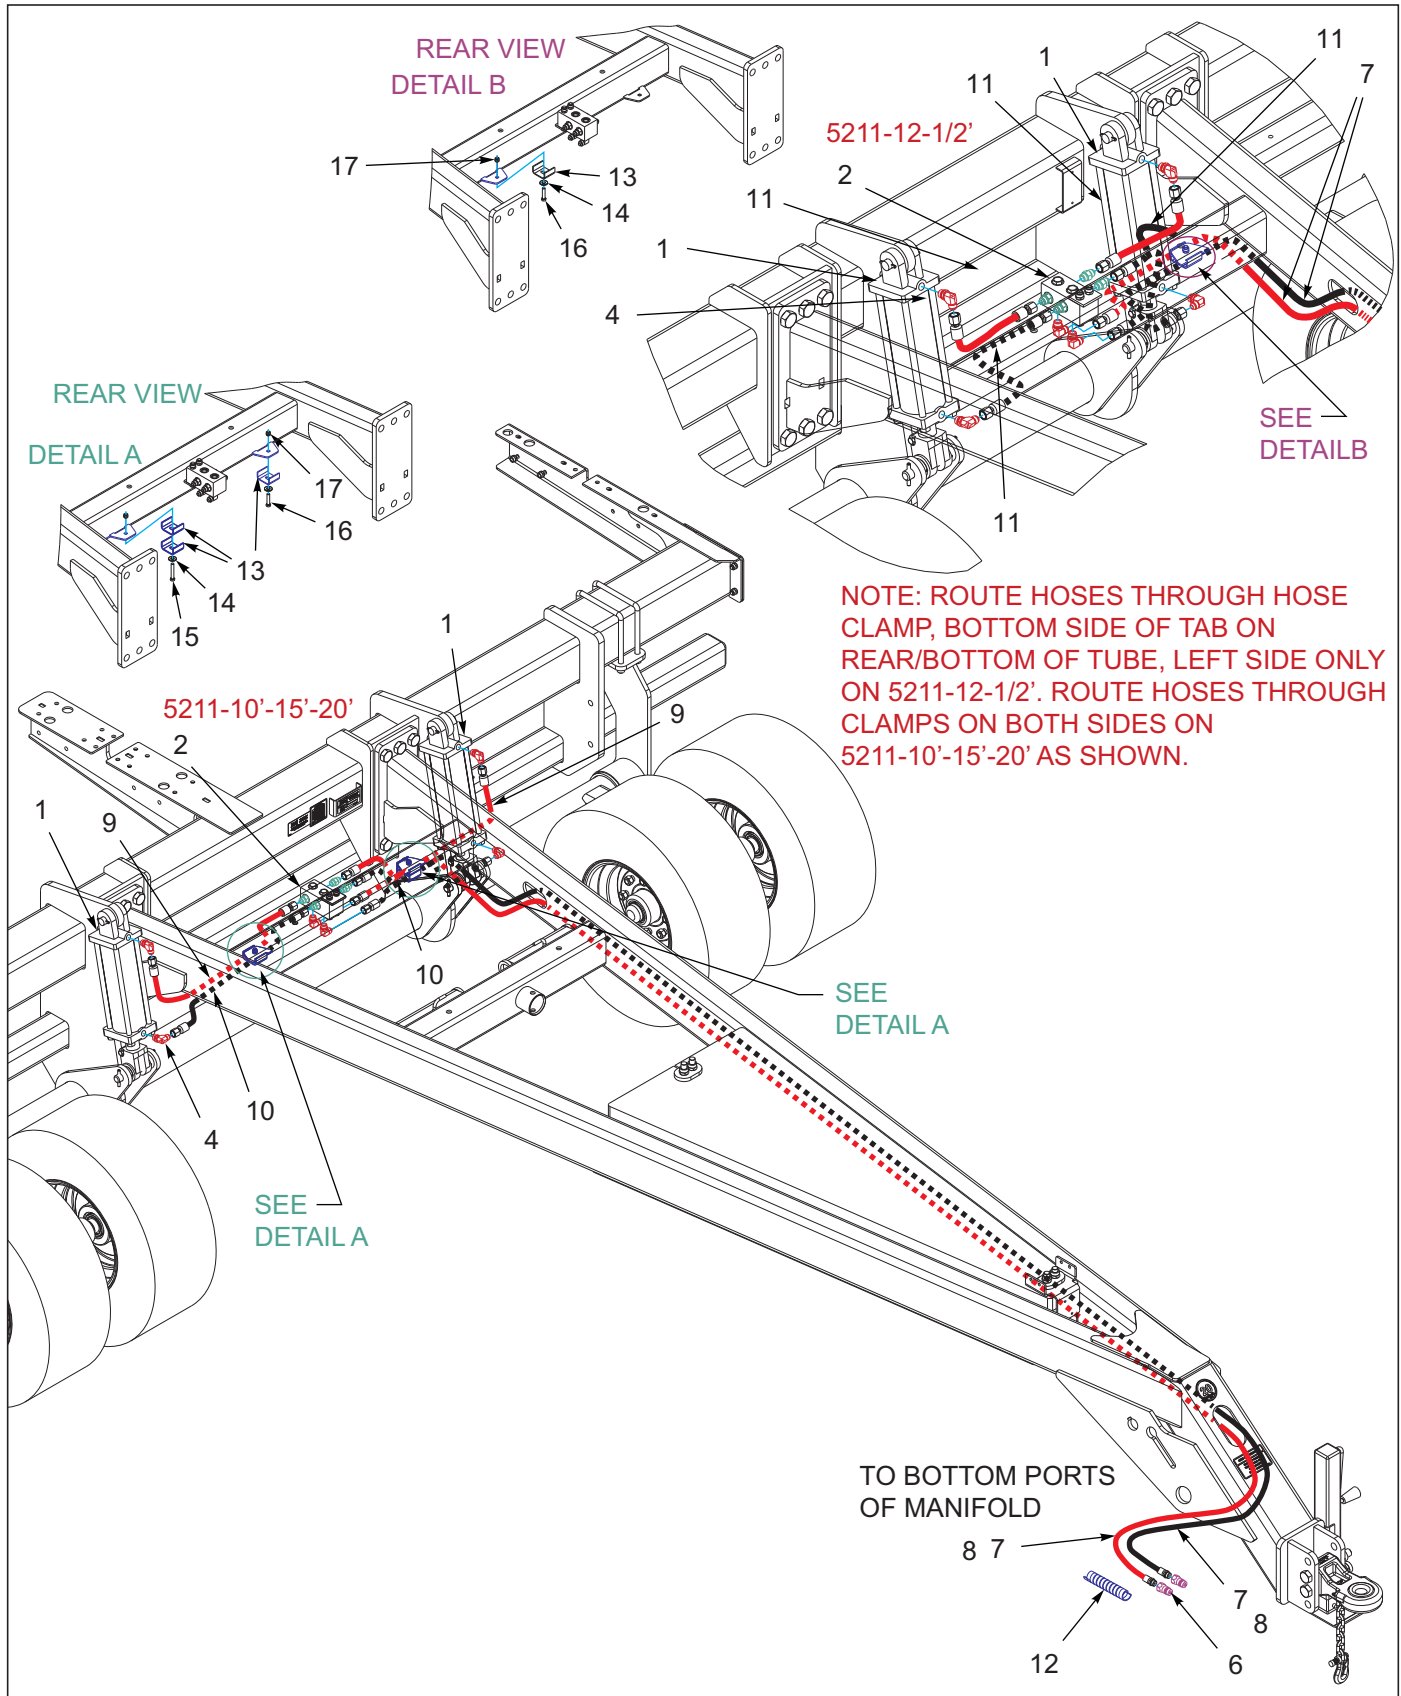 REAR VIEW
DETAIL B
17
13
14
16
11
1
7
11
5211-12-1/2'
2
11
1
4
SEE
DETAILB
11
REAR VIEW
DETAIL A
17
16
13
14
15
NOTE: ROUTE HOSES THROUGH HOSE
CLAMP, BOTTOM SIDE OF TAB ON
REAR/BOTTOM OF TUBE, LEFT SIDE ONLY
ON 5211-12-1/2'. ROUTE HOSES THROUGH
CLAMPS ON BOTH SIDES ON
5211-10'-15'-20' AS SHOWN.
1
5211-10'-15'-20'
9
2
1
9
10
SEE
DETAIL A
10
4
SEE
DETAIL A
20
TO BOTTOM PORTS
OF MANIFOLD
8 7
7
8
12
6